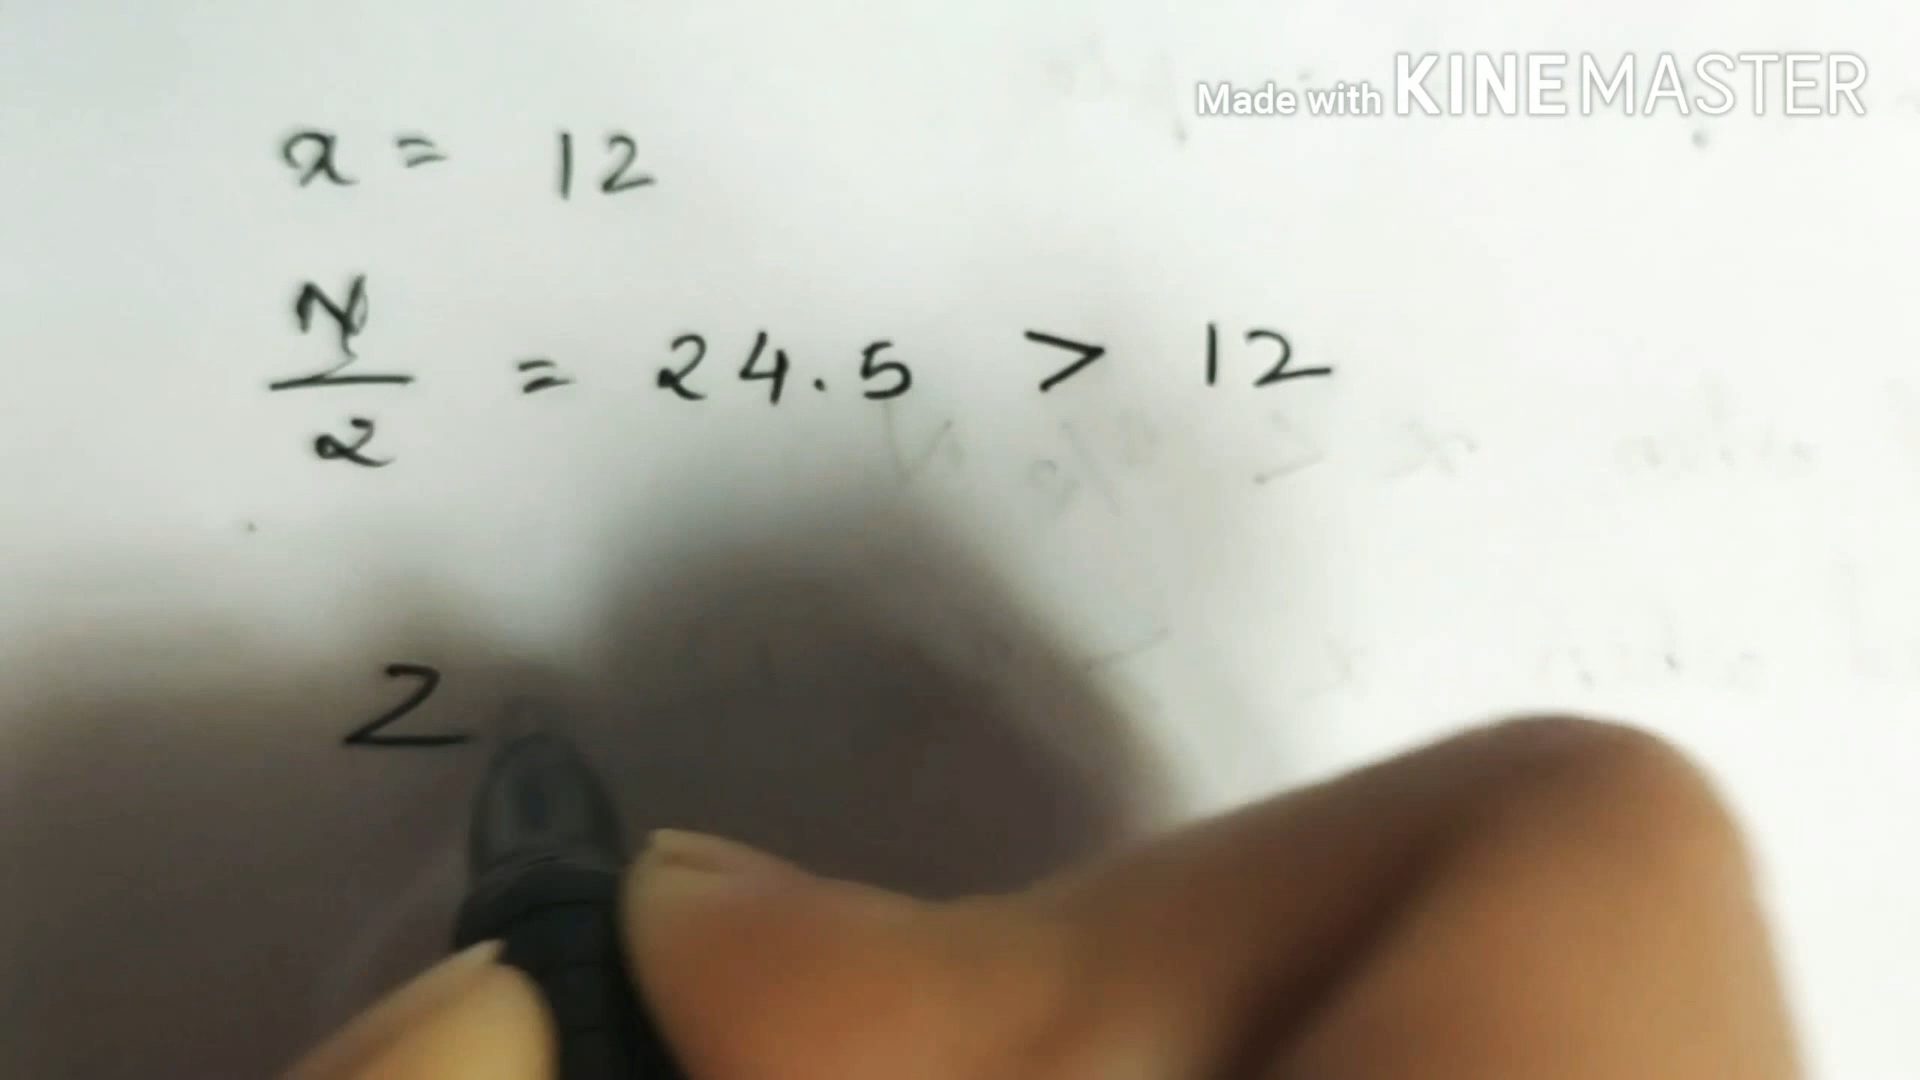 Made with KINEMASTER
x = 12
n/2 = 24.5 > 12
Z